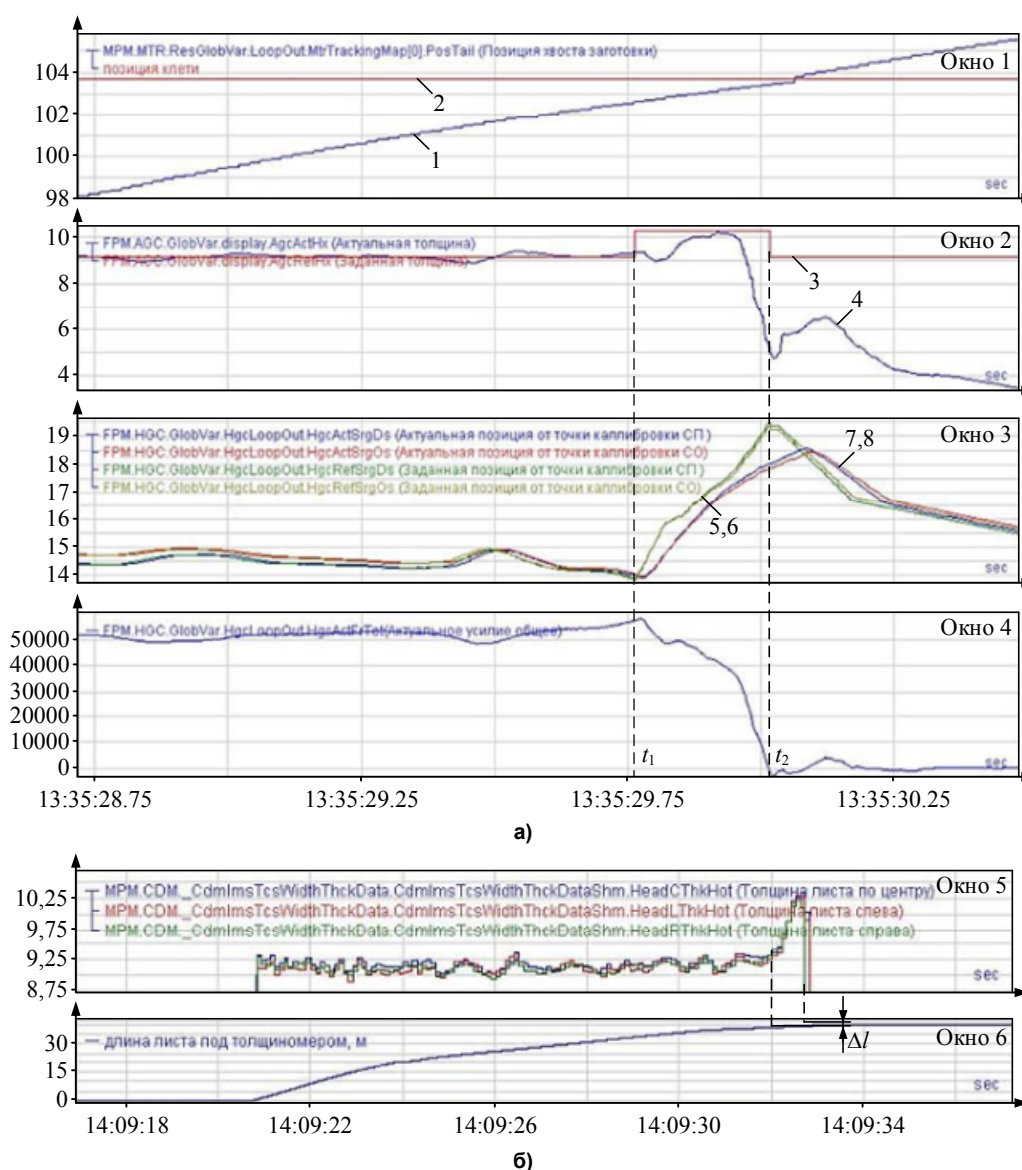 MPM.MTR.ResGlobVar.LoopOut.MtrTrackingMap[0].PosTail (Позиция хвоста заготовки)
позиция клети
Окно 1
104
102
100
98
2
1
sec
FPM.AGC.GlobVar.display.AgcActHx (Актуальная толщина)
FPM.AGC.GlobVar.display.AgcRefHx (Заданная толщина)
Окно 2
10
8
6
4
3
4
sec
FPM.HGC.GlobVar.HgcLoopOut.HgcActSrgDs (Актуальная позиция от точки каллибровки СП)
FPM.HGC.GlobVar.HgcLoopOut.HgcActSrgOs (Актуальная позиция от точки каллибровки СО)
FPM.HGC.GlobVar.HgcLoopOut.HgcRefSrgDs (Заданная позиция от точки каллибровки СП)
FPM.HGC.GlobVar.HgcLoopOut.HgcRefSrgOs (Заданная позиция от точки каллибровки СО)
Окно 3
19
18
17
16
15
14
7,8
5,6
sec
FPM.HGC.GlobVar.HgcLoopOut.HgcActFrTot(Актуальное усилие общее)
Окно 4
50000
40000
30000
20000
10000
0
t1
t2
sec
13:35:28.75 13:35:29.25 13:35:29.75 13:35:30.25
а)
MPM.CDM._CdmImsTcsWidthThckData.CdmImsTcsWidthThckDataShm.HeadCThkHot (Толщина листа по центру)
MPM.CDM._CdmImsTcsWidthThckData.CdmImsTcsWidthThckDataShm.HeadLThkHot (Толщина листа слева)
MPM.CDM._CdmImsTcsWidthThckData.CdmImsTcsWidthThckDataShm.HeadRThkHot (Толщина листа справа)
Окно 5
10,25
9,75
9,25
8,75
sec
длина листа под толщиномером, м
Окно 6
30
15
0
Δl
sec
14:09:18 14:09:22 14:09:26 14:09:30 14:09:34
б)